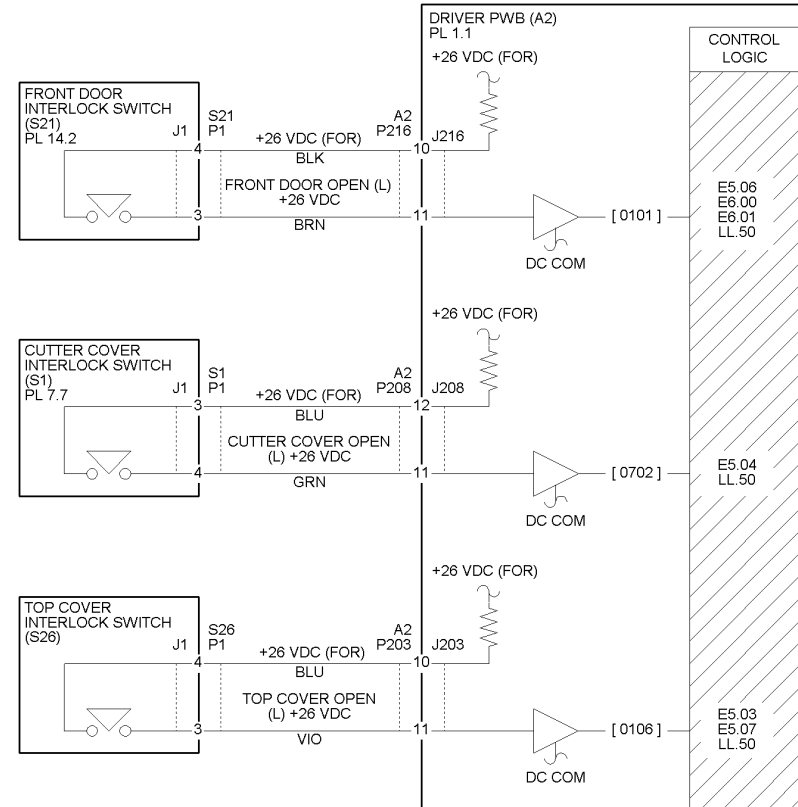 DRIVER PWB (A2)
PL 1.1
+26 VDC (FOR)
CONTROL
LOGIC
FRONT DOOR
INTERLOCK SWITCH
(S21)
PL 14.2
J1
S21
P1
A2
P216
J216
4
+26 VDC (FOR)
10
BLK
FRONT DOOR OPEN (L)
+26 VDC
3
11
BRN
[ 0101 ]
DC COM
E5.06
E6.00
E6.01
LL.50
+26 VDC (FOR)
CUTTER COVER
INTERLOCK SWITCH
(S1)
PL 7.7
J1
S1
P1
A2
P208
J208
3
+26 VDC (FOR)
12
BLU
CUTTER COVER OPEN
(L) +26 VDC
4
11
GRN
[ 0702 ]
DC COM
E5.04
LL.50
+26 VDC (FOR)
TOP COVER
INTERLOCK SWITCH
(S26)
J1
S26
P1
A2
P203
J203
4
+26 VDC (FOR)
10
BLU
TOP COVER OPEN
(L) +26 VDC
3
11
VIO
[ 0106 ]
DC COM
E5.03
E5.07
LL.50